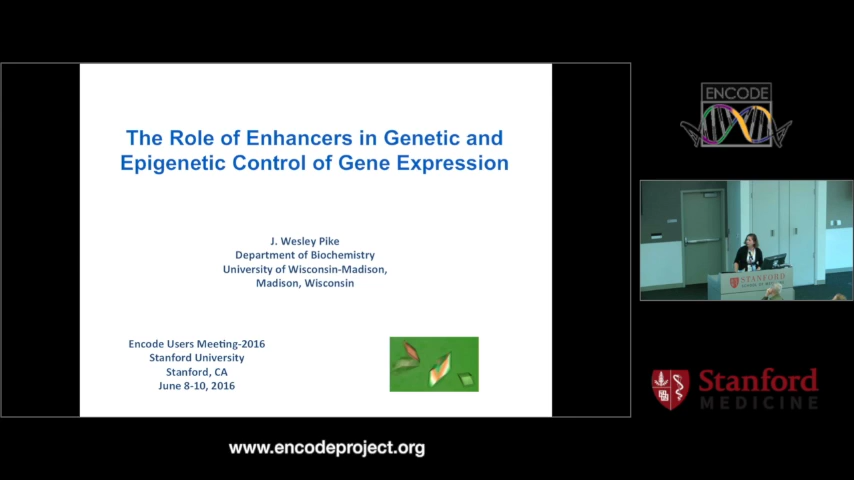 The Role of Enhancers in Genetic and
Epigenetic Control of Gene Expression
J. Wesley Pike
Department of Biochemistry
University of Wisconsin-Madison,
Madison, Wisconsin
Encode Users Meeting-2016
Stanford University
Stanford, CA
June 8-10, 2016
ENCODE
STANFORD
Stanford
MEDICINE
www.encodeproject.org